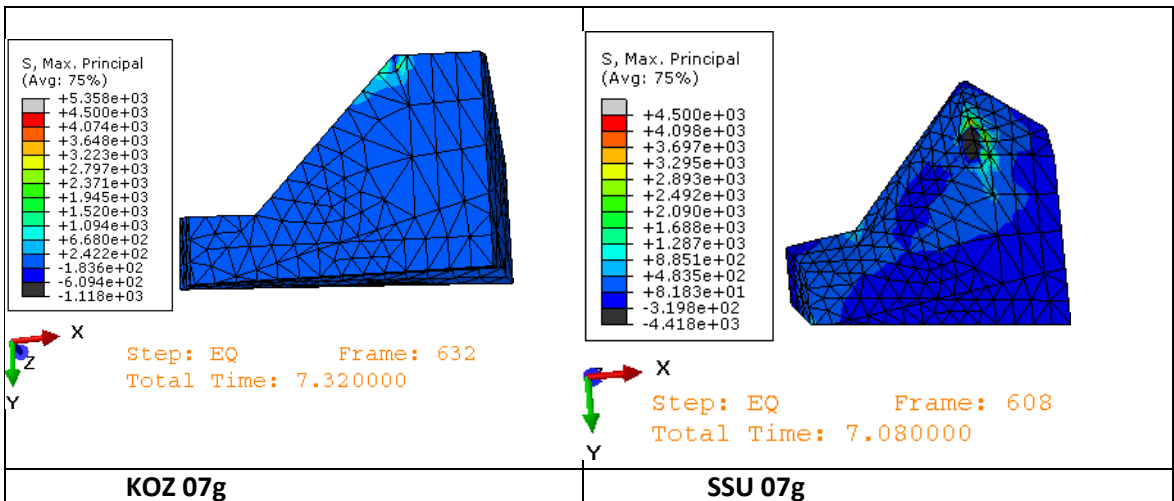 S, Max. Principal
(Avg: 75%)
+5.358e+03
+4.500e+03
+4.074e+03
+3.648e+03
+3.223e+03
+2.797e+03
+2.371e+03
+1.945e+03
+1.520e+03
+1.094e+03
+6.680e+02
+2.422e+02
-1.836e+02
-6.094e+02
-1.118e+03
X
Z
Y
Step: EQ Frame: 632
Total Time: 7.320000
KOZ 07g
S, Max. Principal
(Avg: 75%)
+4.500e+03
+4.098e+03
+3.697e+03
+3.295e+03
+2.893e+03
+2.492e+03
+2.090e+03
+1.688e+03
+1.287e+03
+8.851e+02
+4.835e+02
+8.183e+01
-3.198e+02
-4.418e+03
X
Y
Step: EQ Frame: 608
Total Time: 7.080000
SSU 07g